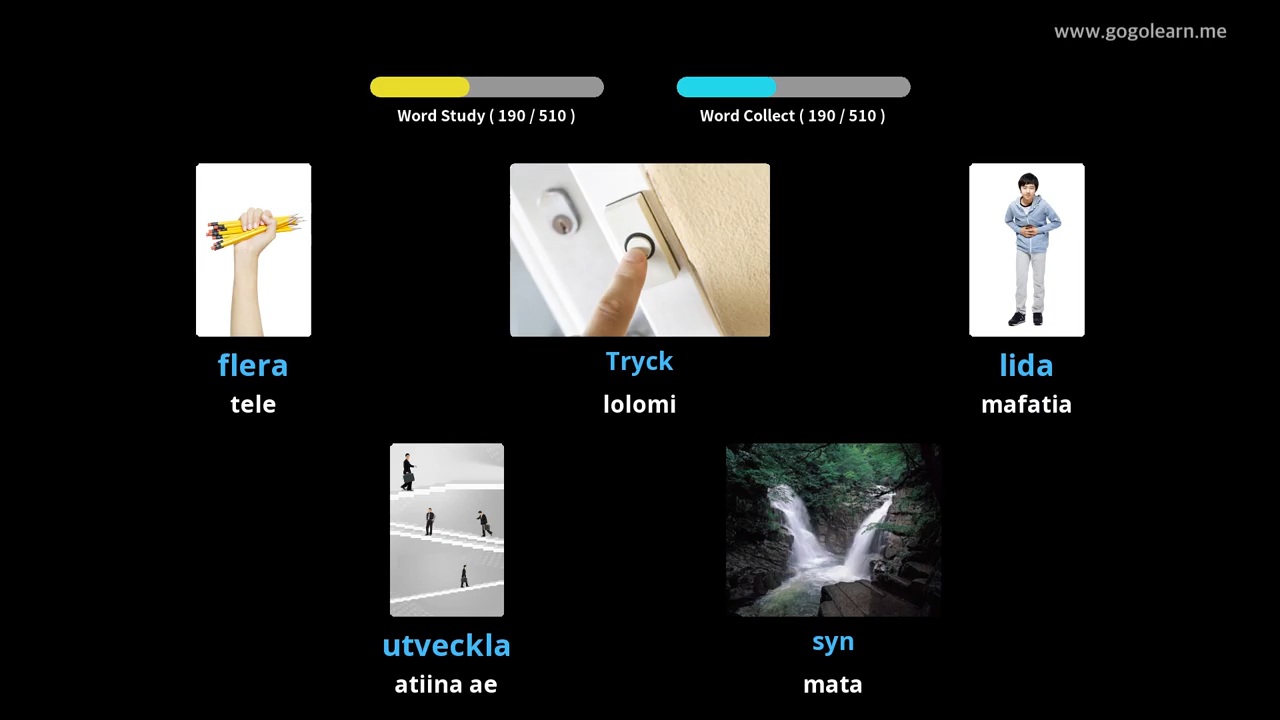 www.gogolearn.me
Word Study ( 190 / 510 )
Word Collect ( 190 / 510 )
flera
tele
Tryck
lolomi
lida
mafatia
utveckla
atiina ae
syn
mata